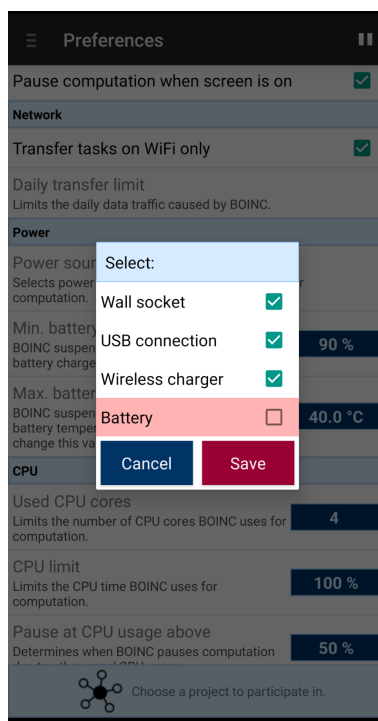 Preferences
Pause computation when screen is on
Network
Transfer tasks on WiFi only
Daily transfer limit
Limits the daily data traffic caused by BOINC.
Power
Power sour
Selects power
r
computation.
Select:
Wall socket
USB connection
Wireless charger
Battery
Cancel
Save
Min. battery
BOINC suspen
battery charge
90 %
Max. batter
BOINC suspen
battery temper
change this va
40.0 °C
CPU
Used CPU cores
Limits the number of CPU cores BOINC uses for
computation.
4
CPU limit
Limits the CPU time BOINC uses for
computation.
100 %
Pause at CPU usage above
Determines when BOINC pauses computation
50 %
Choose a project to participate in.